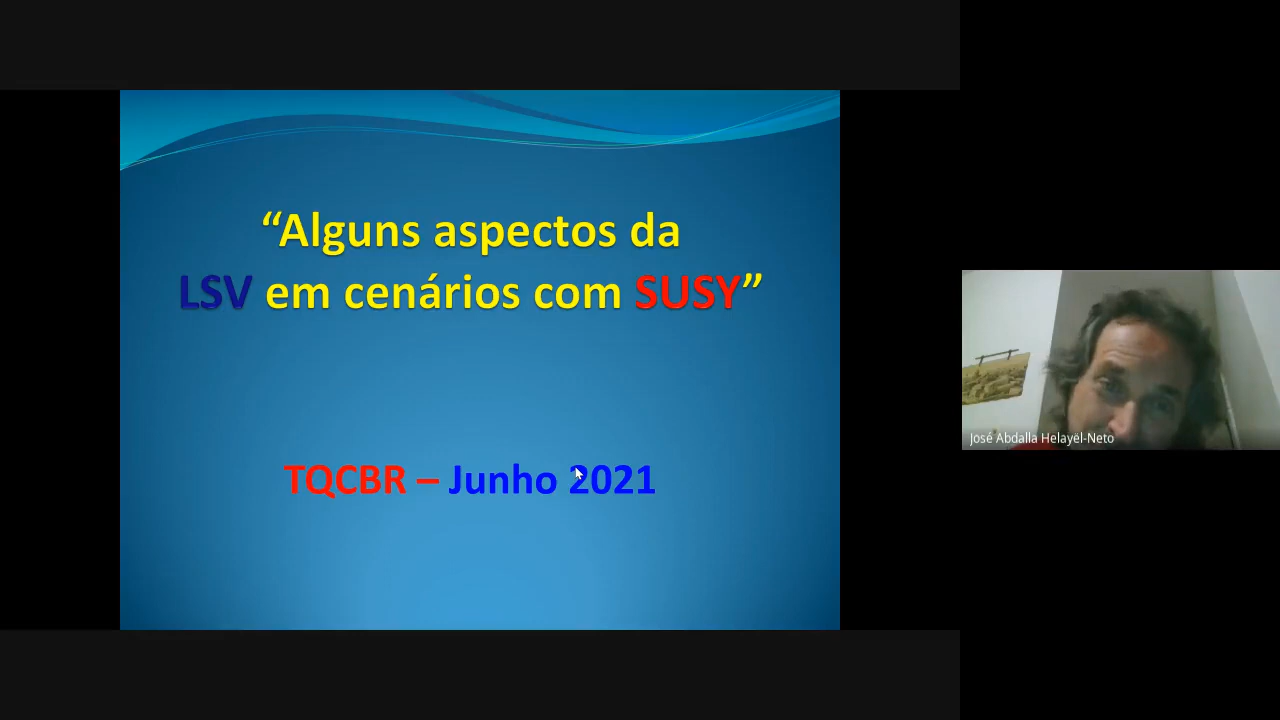 “Alguns aspectos da
LSV em cenários com SUSY”
TQCBR – Junho 2021
José Abdalla Helayël-Neto